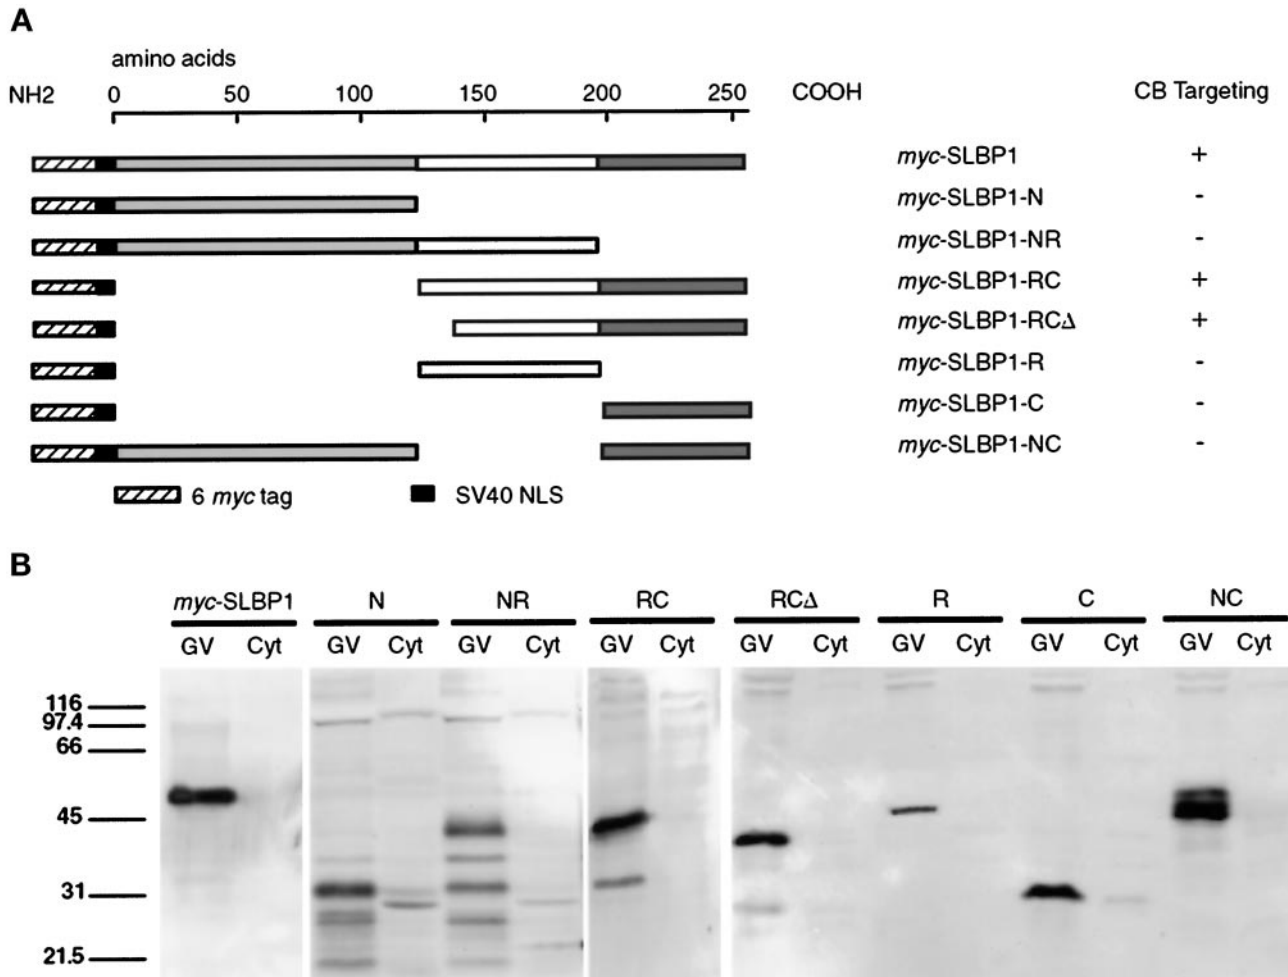 A
amino acids
NH2 0 50 100 150 200 250 COOH CB Targeting
myc-SLBP1 +
myc-SLBP1-N -
myc-SLBP1-NR -
myc-SLBP1-RC +
myc-SLBP1-RCΔ +
myc-SLBP1-R -
myc-SLBP1-C -
myc-SLBP1-NC -
6 myc tag SV40 NLS
B
myc-SLBP1 N NR RC RCΔ R C NC
GV Cyt GV Cyt GV Cyt GV Cyt GV Cyt GV Cyt GV Cyt GV Cyt
116
97.4
66
45
31
21.5